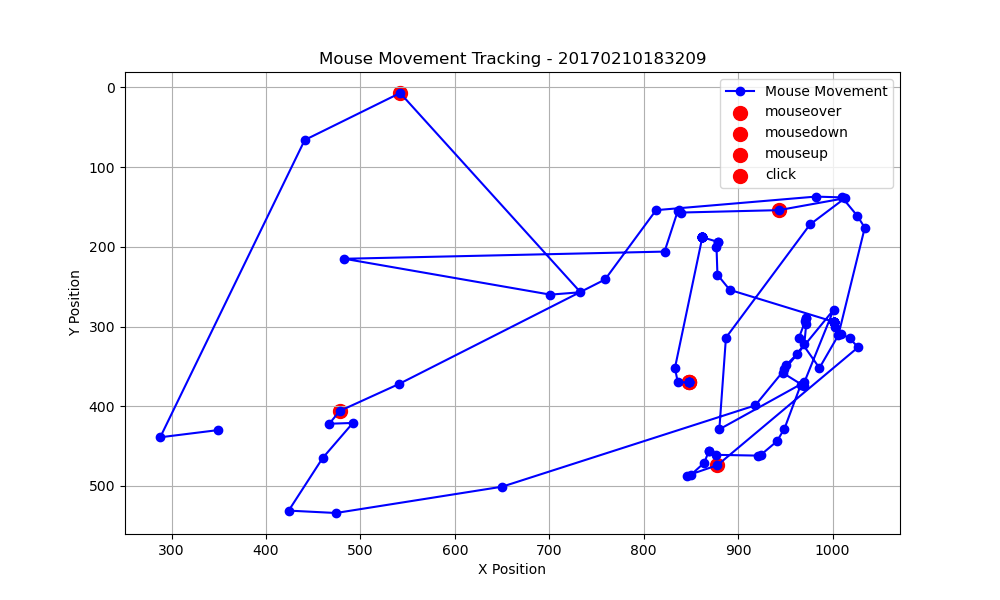 Mouse Movement Tracking - 20170210183209
Mouse Movement
mouseover
mousedown
mouseup
click
0
100
200
300
400
500
Y Position
300 400 500 600 700 800 900 1000
X Position